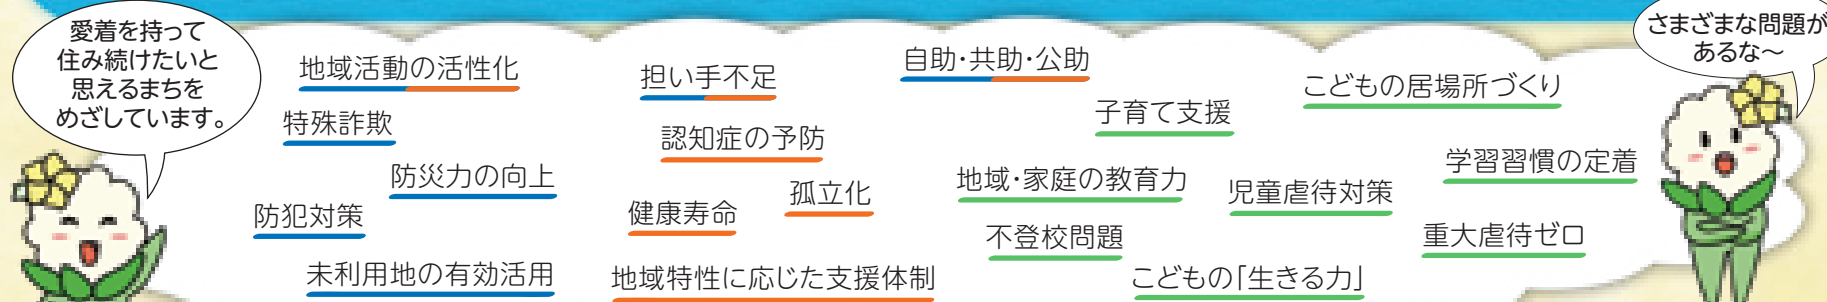 愛着を持って
住み続けたいと
思えるまちを
めざしています。
地域活動の活性化
特殊詐欺
防災力の向上
防犯対策
未利用地の有効活用
担い手不足
認知症の予防
孤立化
健康寿命
地域特性に応じた支援体制
自助・共助・公助
子育て支援
こどもの居場所づくり
地域・家庭の教育力
児童虐待対策
学習習慣の定着
不登校問題
重大虐待ゼロ
こどもの「生きる力」
さまざまな問題が
あるな～